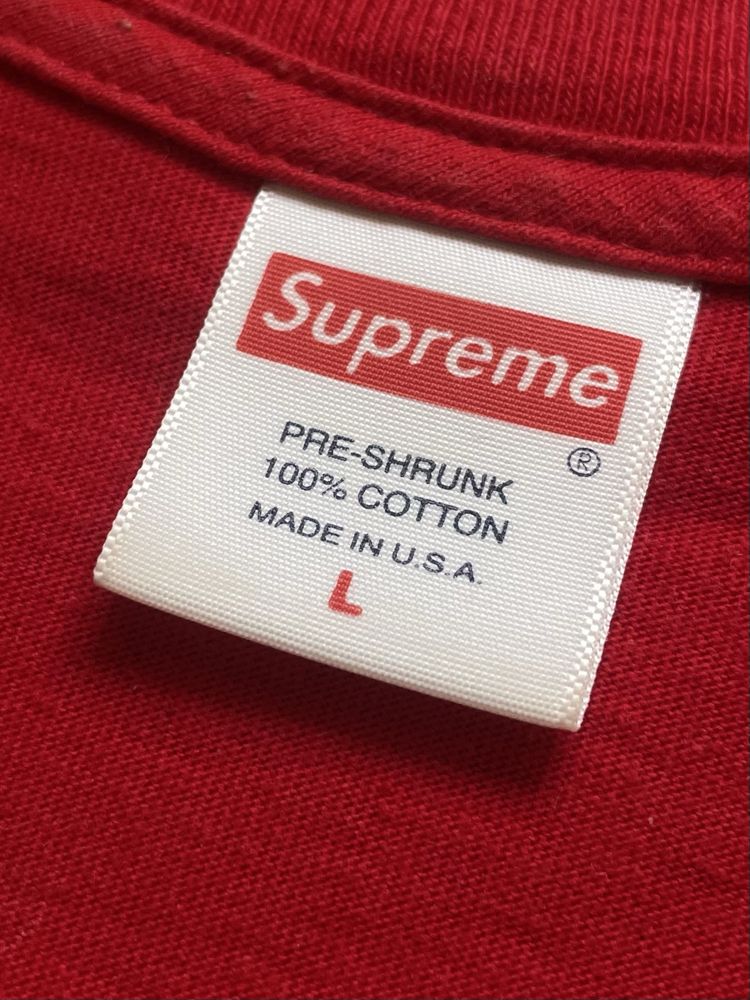 Supreme
®
PRE-SHRUNK
100% COTTON
MADE IN U.S.A.
L